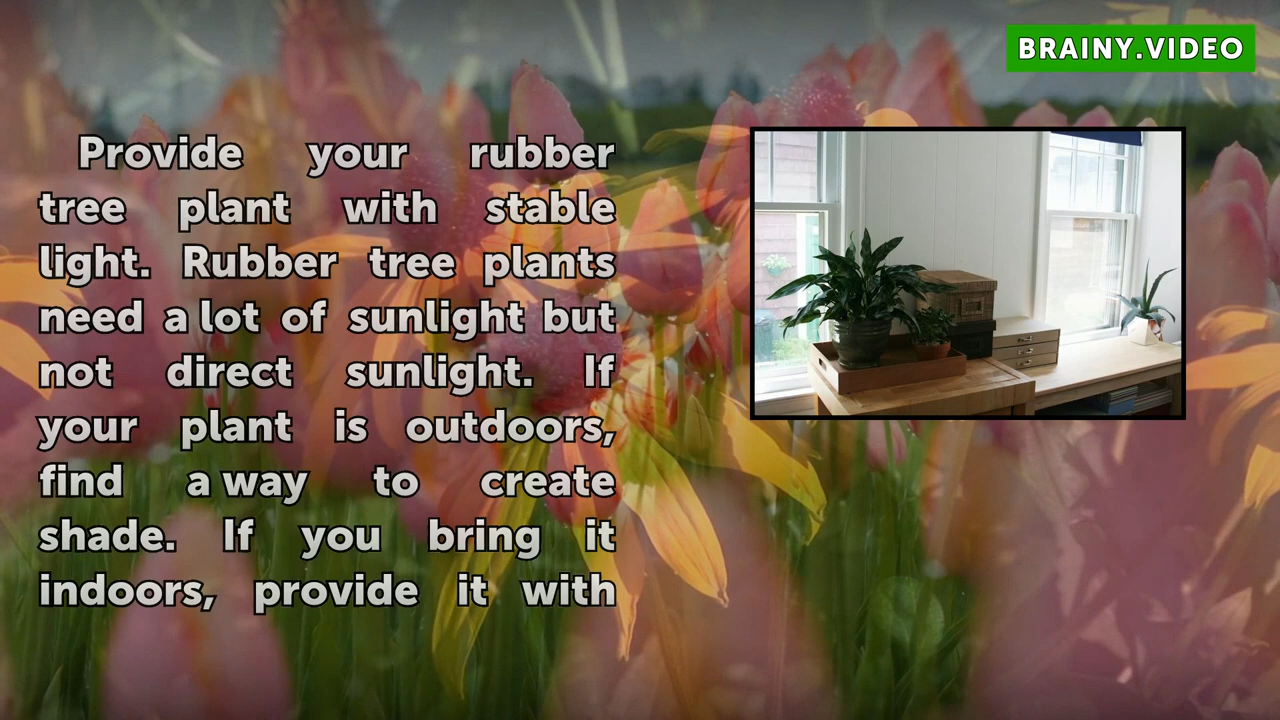 BRAINY.VIDEO
Provide your rubber
tree plant with stable
light. Rubber tree plants
need a lot of sunlight but
not direct sunlight. If
your plant is outdoors,
find a way to create
shade. If you bring it
indoors, provide it with